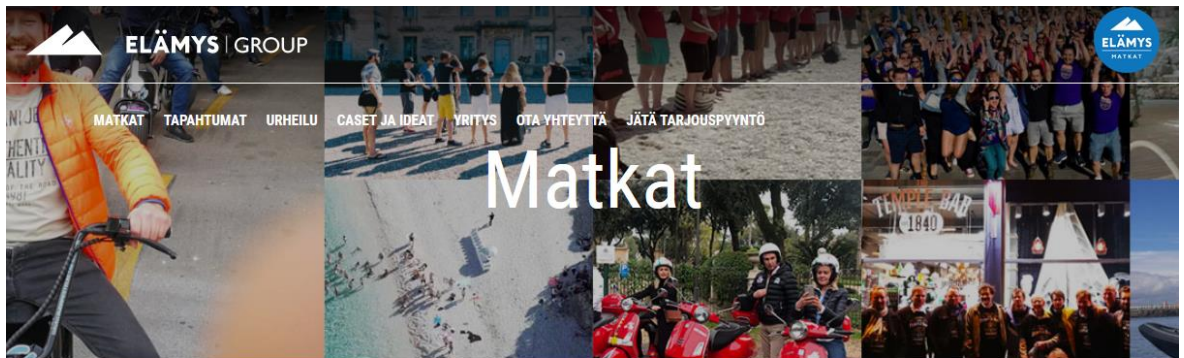 ELÄMYS | GROUP
ELÄMYS
MATKAT
MATKAT TAPAHTUMAT URHEILU CASET JA IDEAT YRITYS OTA YHTEYTTÄ JÄTÄ TARJOUSPYYNTÖ
Matkat
TEMPLE BAR
1840